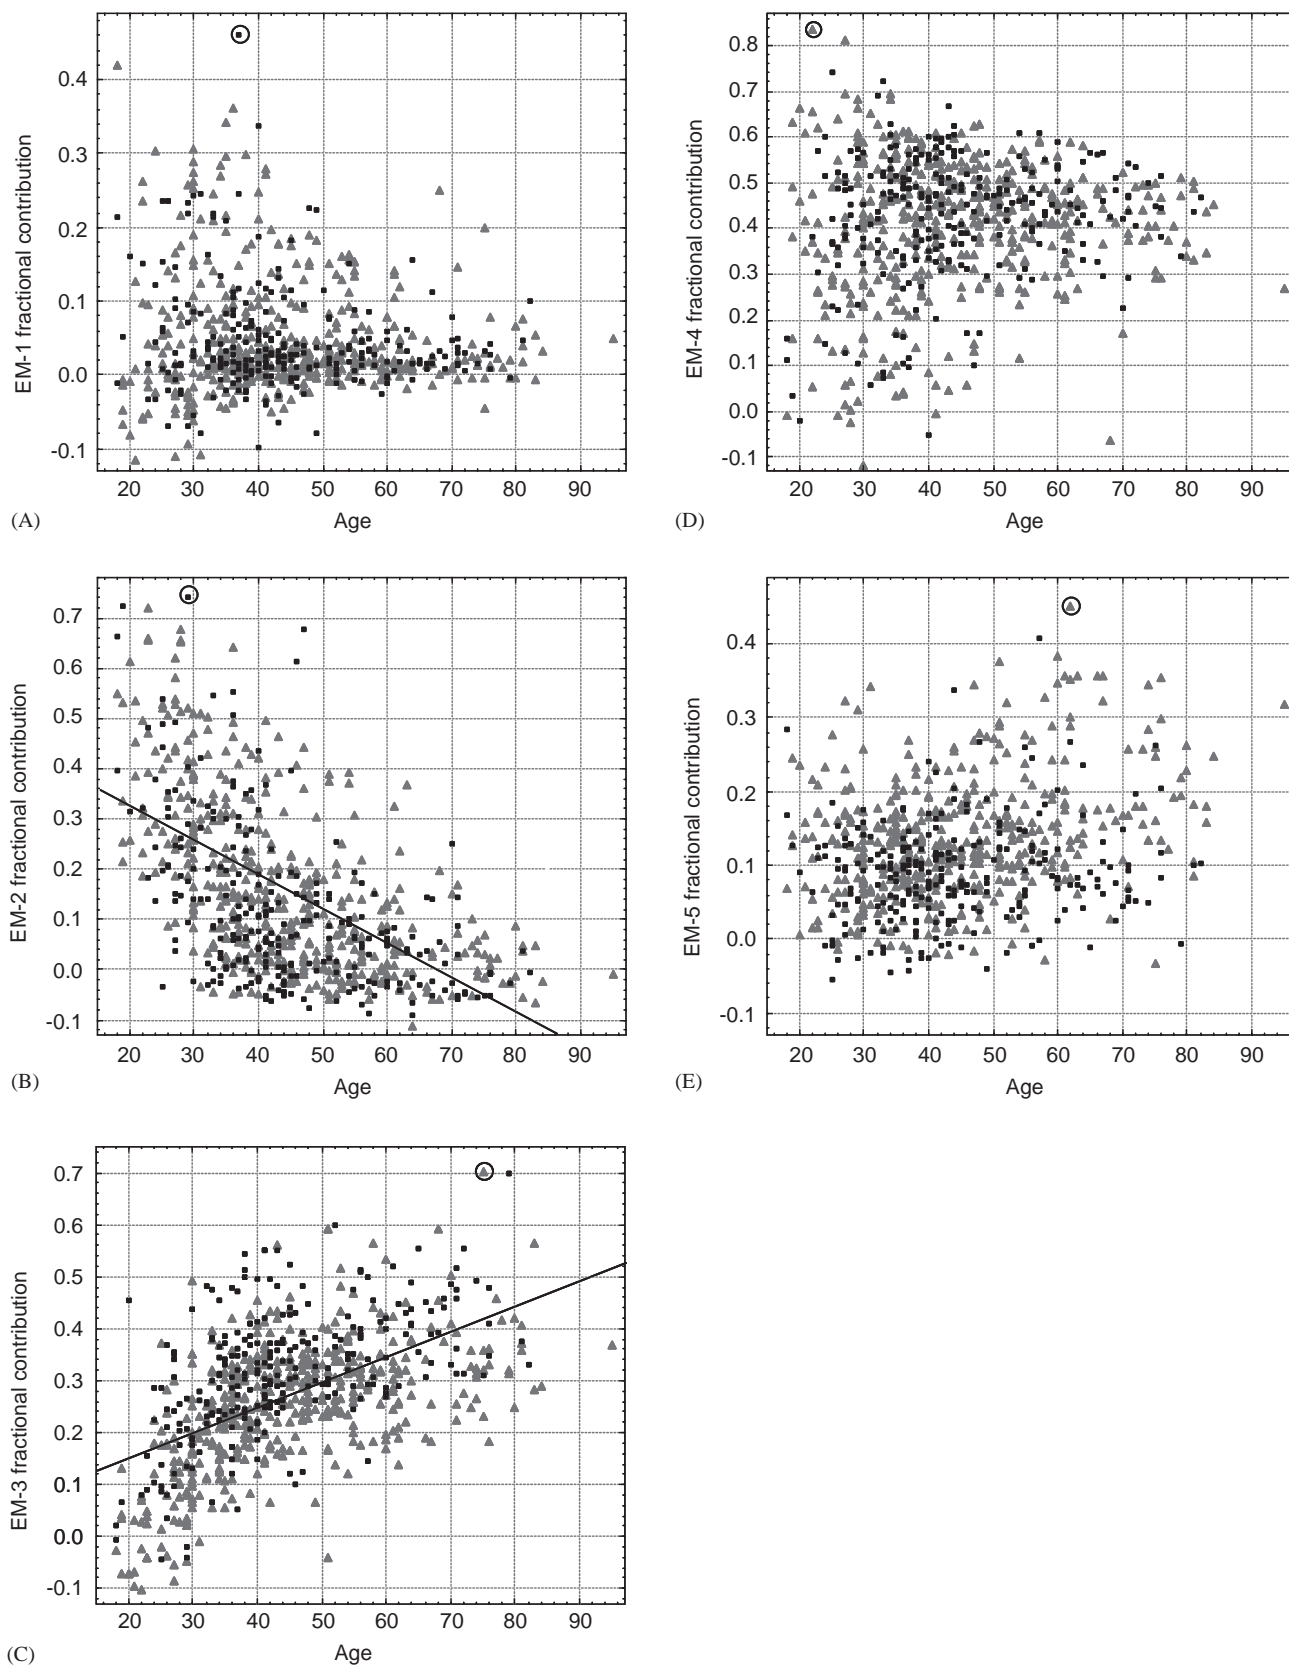 EM-1 fractional contribution
0.4
0.3
0.2
0.1
0.0
-0.1
20 30 40 50 60 70 80 90
Age
(A)
EM-4 fractional contribution
0.8
0.7
0.6
0.5
0.4
0.3
0.2
0.1
0.0
-0.1
20 30 40 50 60 70 80 90
Age
(D)
EM-2 fractional contribution
0.7
0.6
0.5
0.4
0.3
0.2
0.1
0.0
-0.1
20 30 40 50 60 70 80 90
Age
(B)
EM-5 fractional contribution
0.4
0.3
0.2
0.1
0.0
-0.1
20 30 40 50 60 70 80 90
Age
(E)
EM-3 fractional contribution
0.7
0.6
0.5
0.4
0.3
0.2
0.1
0.0
-0.1
20 30 40 50 60 70 80 90
Age
(C)